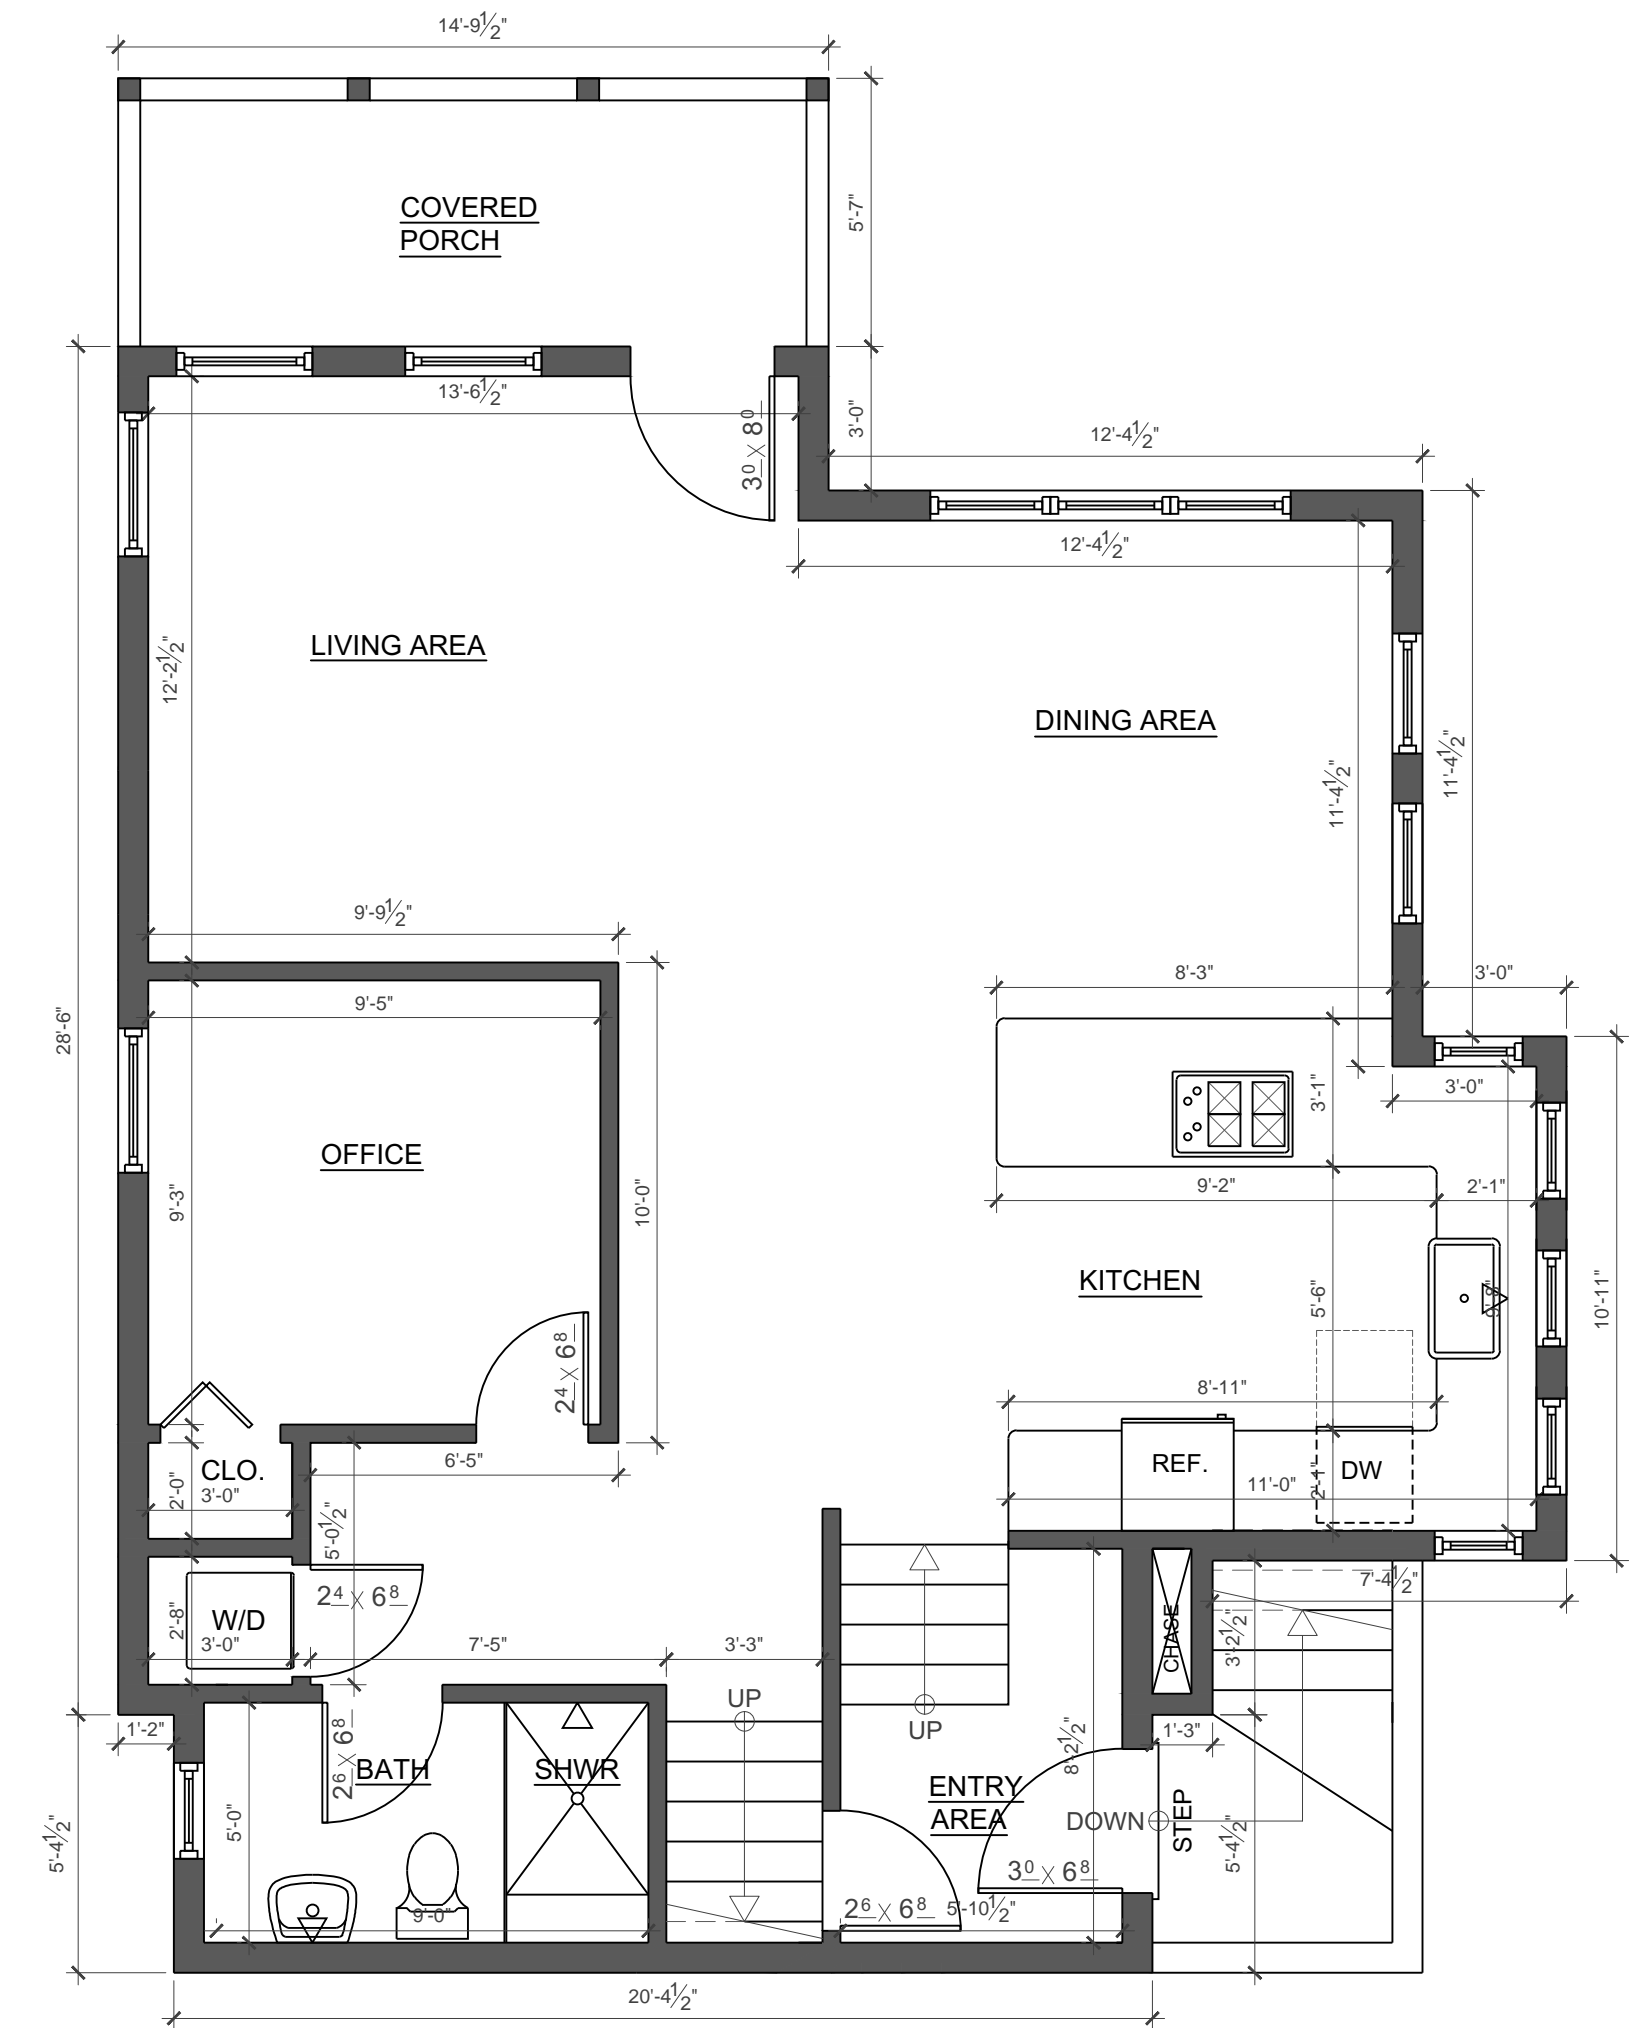 14'-9½"
COVERED
PORCH
5'-7"
13'-6½"
3⁰ X 8⁰
3'-0"
12'-4½"
12'-4½"
LIVING AREA
12'-2½"
DINING AREA
11'-4½"
11'-4½"
9'-9½"
8'-3"
3'-0"
9'-5"
28'-6"
3'-1"
3'-0"
OFFICE
9'-3"
10'-0"
9'-2"
2'-1"
KITCHEN
5'-6"
9'-8"
10'-11"
2⁴ X 6⁸
8'-11"
6'-5"
CLO.
3'-0"
2'-0"
REF.
DW
11'-0"
2'-1"
5'-0½"
2⁴ X 6⁸
7'-4½"
W/D
2'-8"
3'-0"
7'-5"
3'-3"
CHASE
3'-2½"
UP
UP
1'-2"
2⁶ X 6⁸
BATH
SHWR
8'-2½"
1'-3"
ENTRY
AREA
DOWN
STEP
5'-0"
5'-4½"
5'-4½"
3⁰ X 6⁸
2⁶ X 6⁸
5'-10½"
9'-0"
20'-4½"